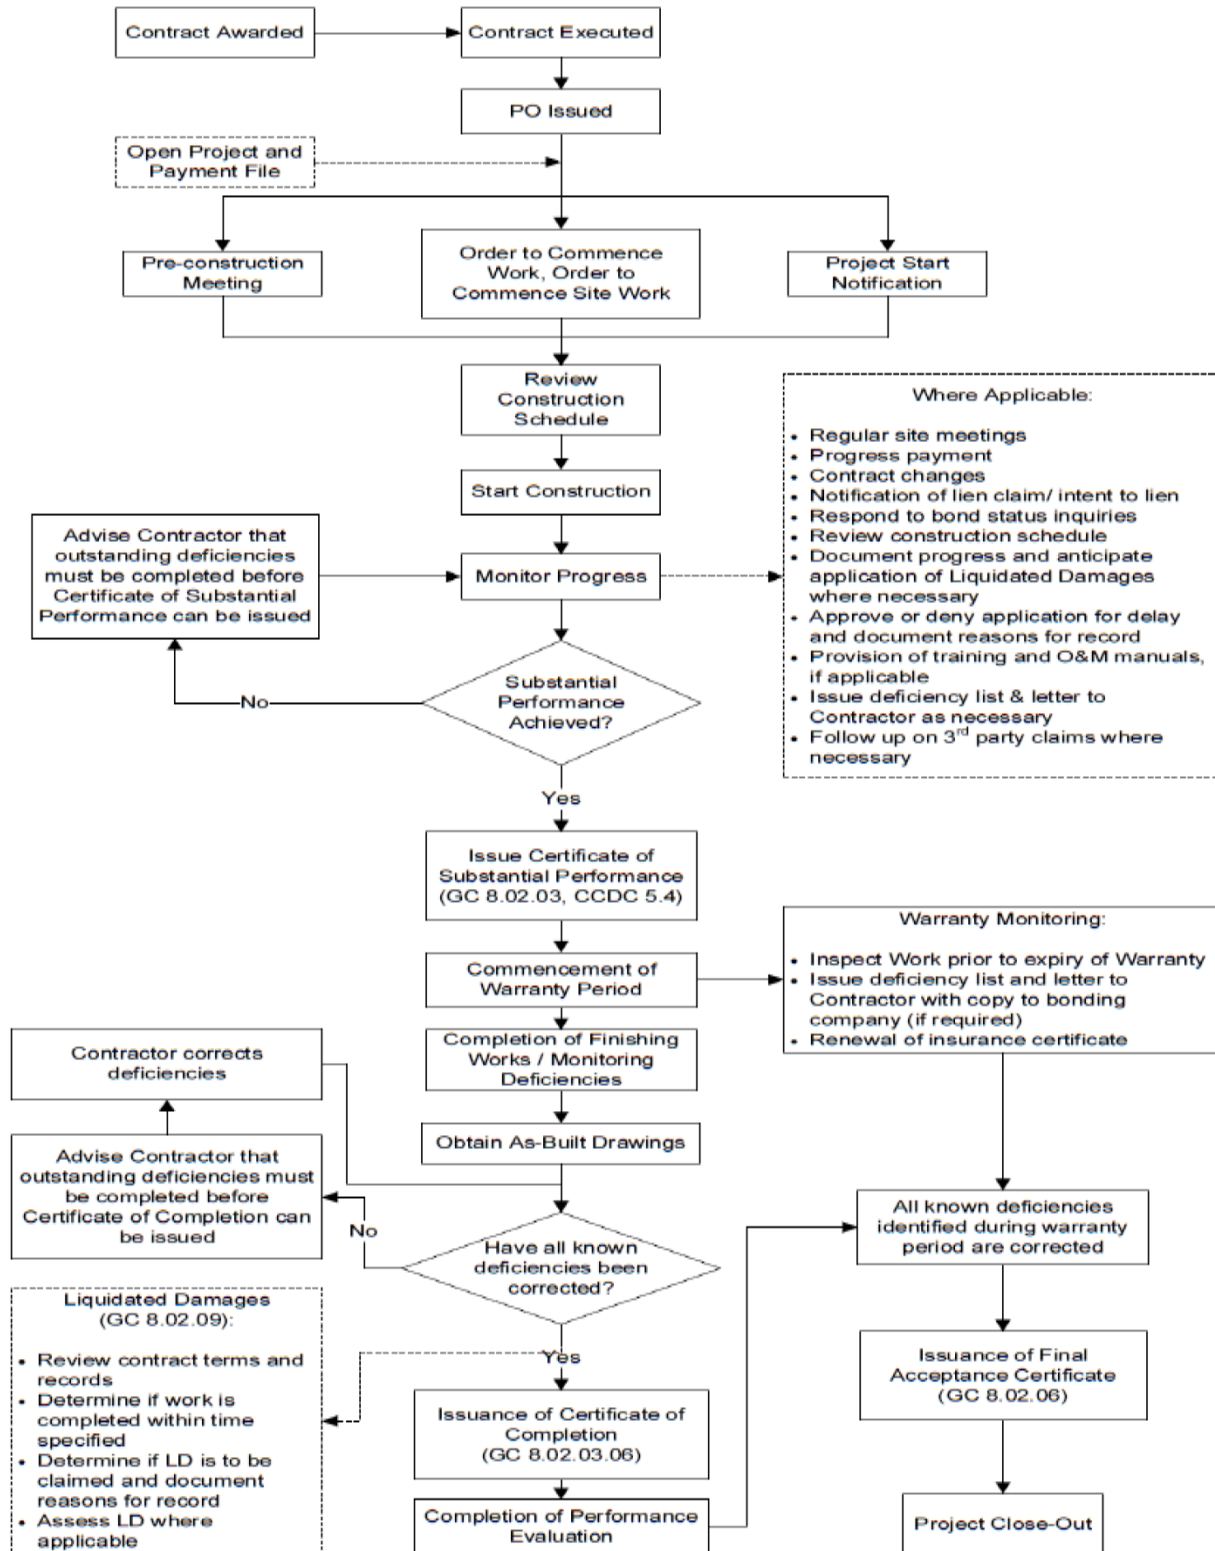 Contract Awarded
Contract Executed
PO Issued
Open Project and
Payment File
Pre-construction
Meeting
Order to Commence
Work, Order to
Commence Site Work
Project Start
Notification
Review
Construction
Schedule
Start Construction
Advise Contractor that
outstanding deficiencies
must be completed before
Certificate of Substantial
Performance can be issued
Monitor Progress
Where Applicable:
• Regular site meetings
• Progress payment
• Contract changes
• Notification of lien claim/ intent to lien
• Respond to bond status inquiries
• Review construction schedule
• Document progress and anticipate
application of Liquidated Damages
where necessary
• Approve or deny application for delay
and document reasons for record
• Provision of training and O&M manuals,
if applicable
• Issue deficiency list & letter to
Contractor as necessary
• Follow up on 3rd party claims where
necessary
Substantial
Performance
Achieved?
No
Yes
Issue Certificate of
Substantial Performance
(GC 8.02.03, CCDC 5.4)
Commencement of
Warranty Period
Warranty Monitoring:
• Inspect Work prior to expiry of Warranty
• Issue deficiency list and letter to
Contractor with copy to bonding
company (if required)
• Renewal of insurance certificate
Completion of Finishing
Works / Monitoring
Deficiencies
Contractor corrects
deficiencies
Obtain As-Built Drawings
Advise Contractor that
outstanding deficiencies must
be completed before
Certificate of Completion can
be issued
No
Have all known
deficiencies been
corrected?
All known deficiencies
identified during warranty
period are corrected
Yes
Liquidated Damages
(GC 8.02.09):
• Review contract terms and
records
• Determine if work is
completed within time
specified
• Determine if LD is to be
claimed and document
reasons for record
• Assess LD where
applicable
Issuance of Certificate of
Completion
(GC 8.02.03.06)
Issuance of Final
Acceptance Certificate
(GC 8.02.06)
Completion of Performance
Evaluation
Project Close-Out